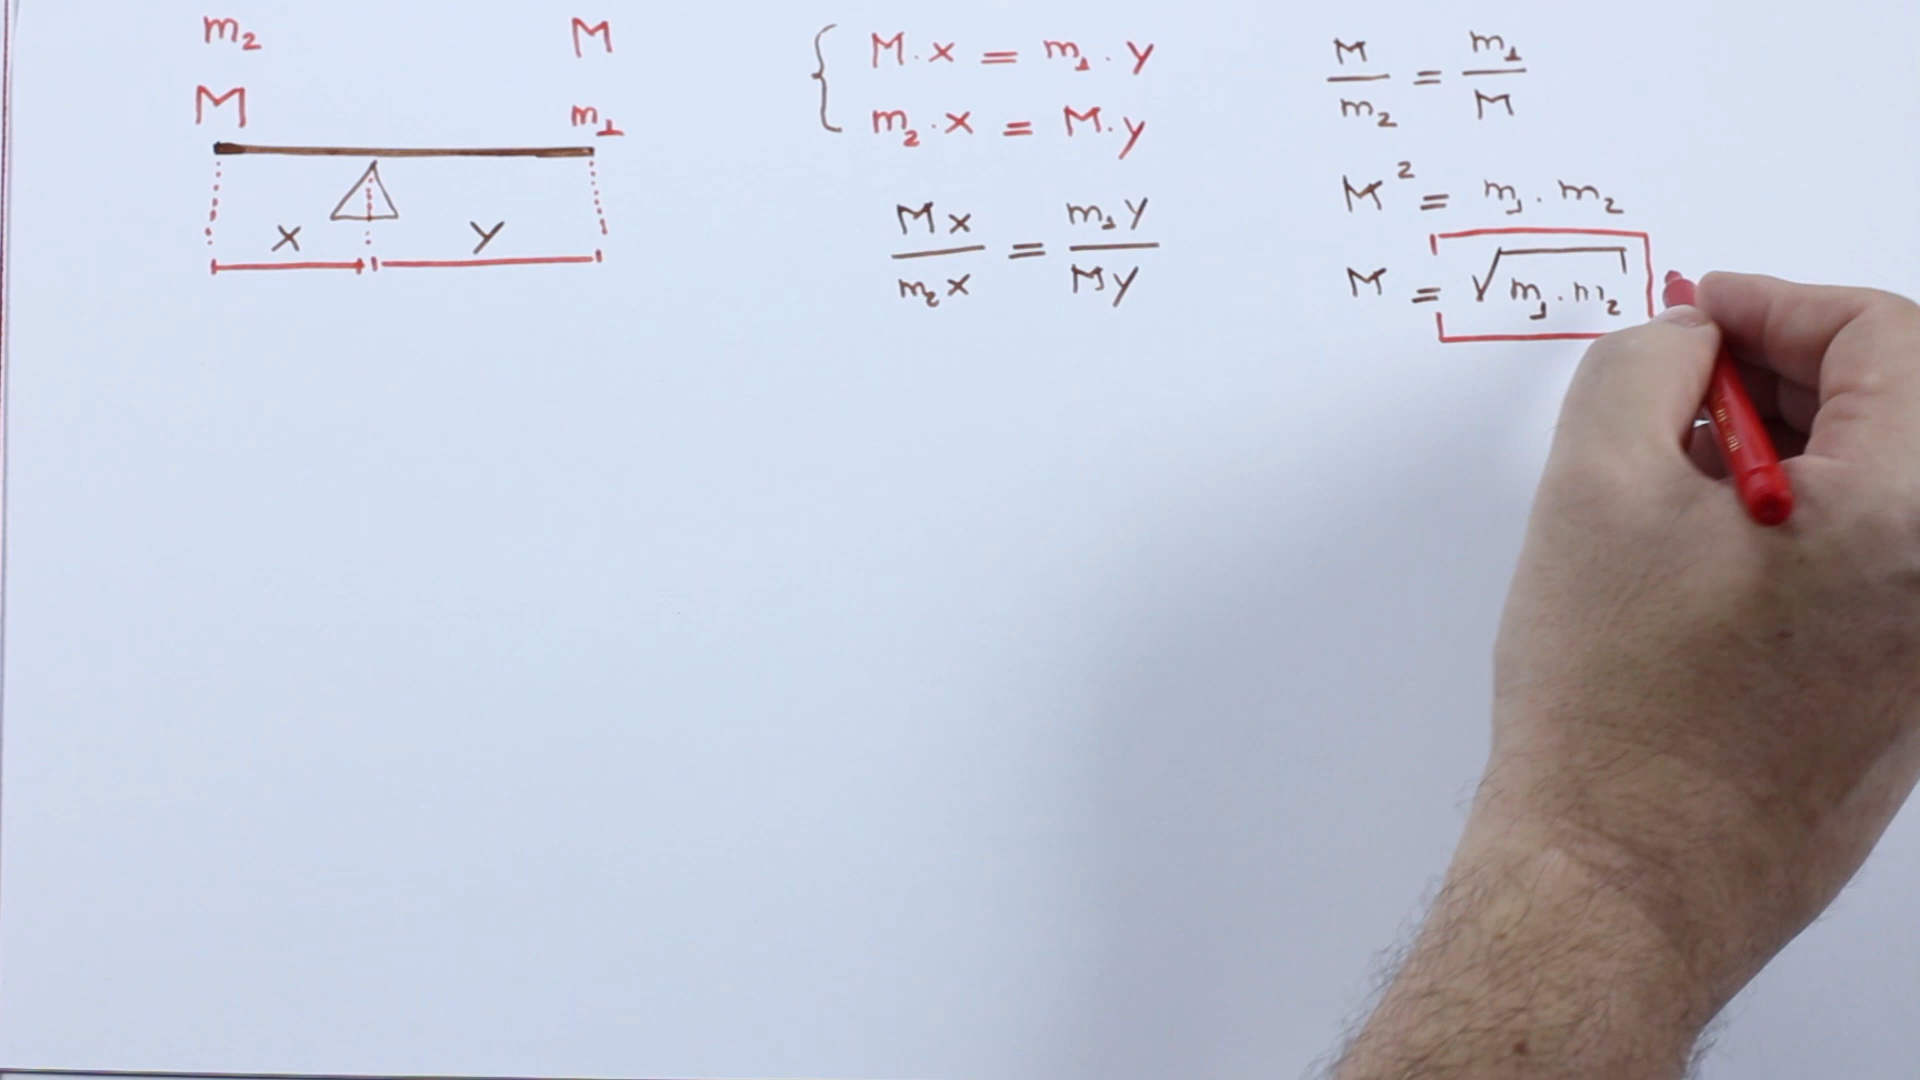 m₂ M
M m₁
x y
M · x = m₁ · y
m₂ · x = M · y
Mx / m₂x = m₁y / My
M / m₂ = m₁ / M
M² = m₁ · m₂
M = √m₁ · m₂